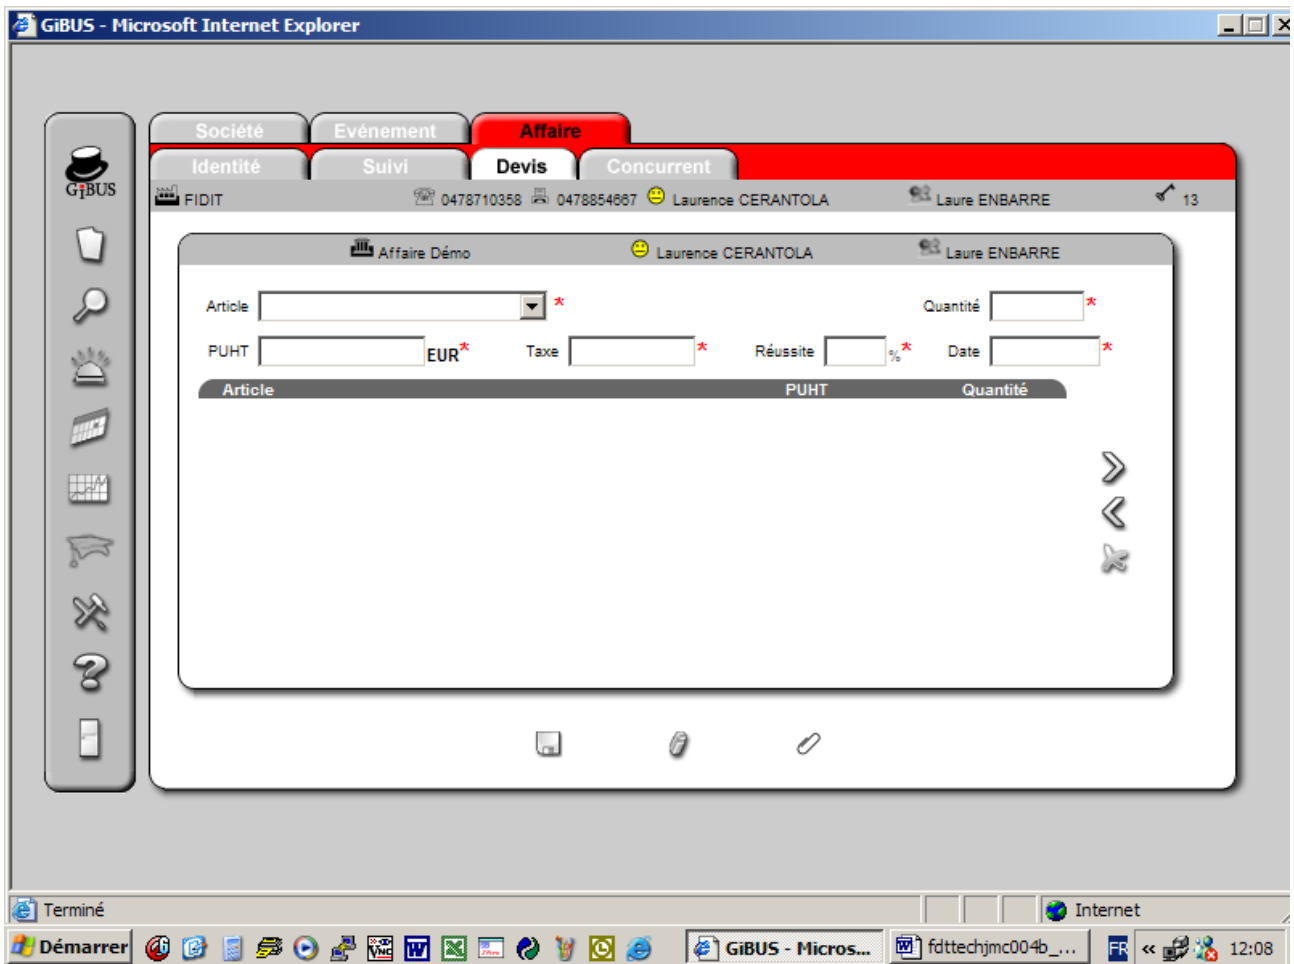 GiBUS - Microsoft Internet Explorer
Société Evénement Affaire
Identité Suivi Devis Concurrent
GiBUS
FIDIT 0478710358 0478854667 Laurence CERANTOLA Laure ENBARRE 13
Affaire Démo Laurence CERANTOLA Laure ENBARRE
Article * Quantité *
PUHT EUR* Taxe * Réussite %* Date *
Article PUHT Quantité
Terminé Internet
Démarrer GiBUS - Micros... fdttechjmc004b_... FR « 12:08